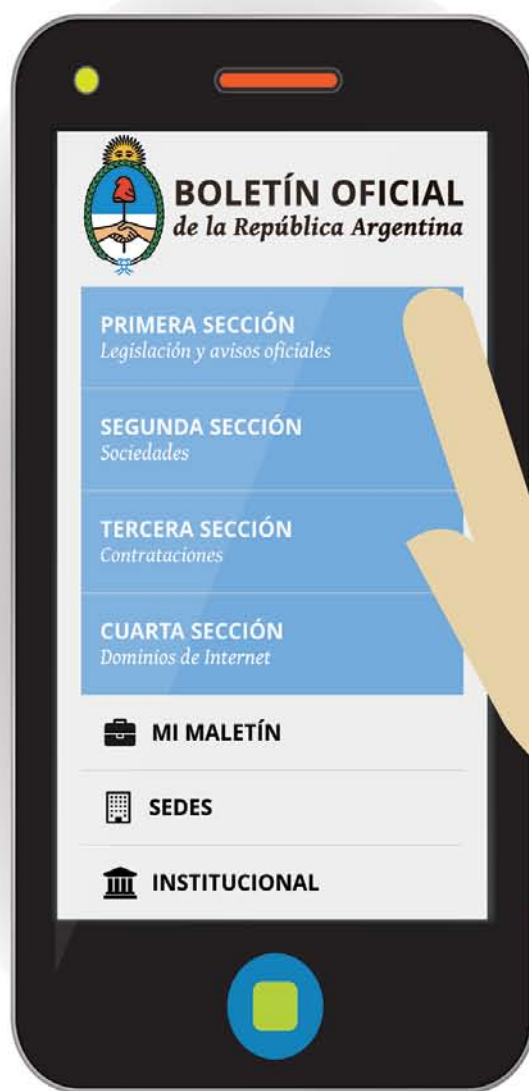 BOLETÍN OFICIAL
de la República Argentina
PRIMERA SECCIÓN
Legislación y avisos oficiales
SEGUNDA SECCIÓN
Sociedades
TERCERA SECCIÓN
Contrataciones
CUARTA SECCIÓN
Dominios de Internet
MI MALETÍN
SEDES
INSTITUCIONAL